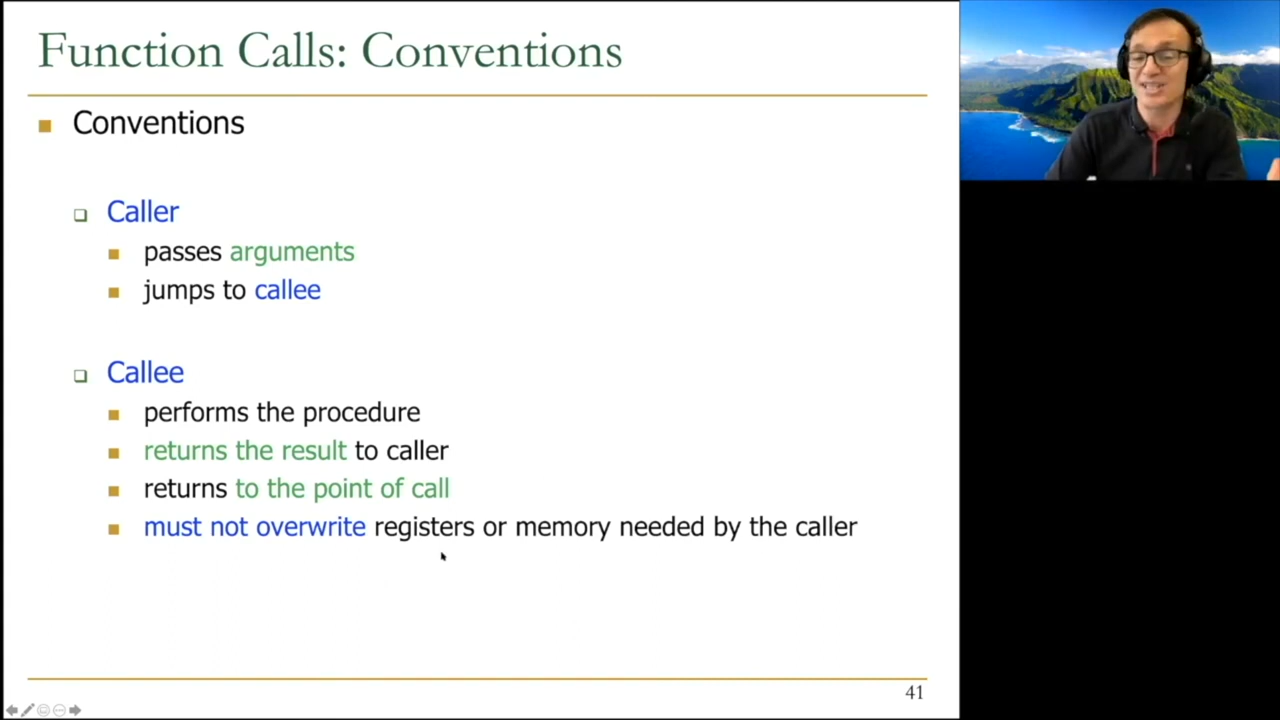 Function Calls: Conventions
Conventions
Caller
passes arguments
jumps to callee
Callee
performs the procedure
returns the result to caller
returns to the point of call
must not overwrite registers or memory needed by the caller
41